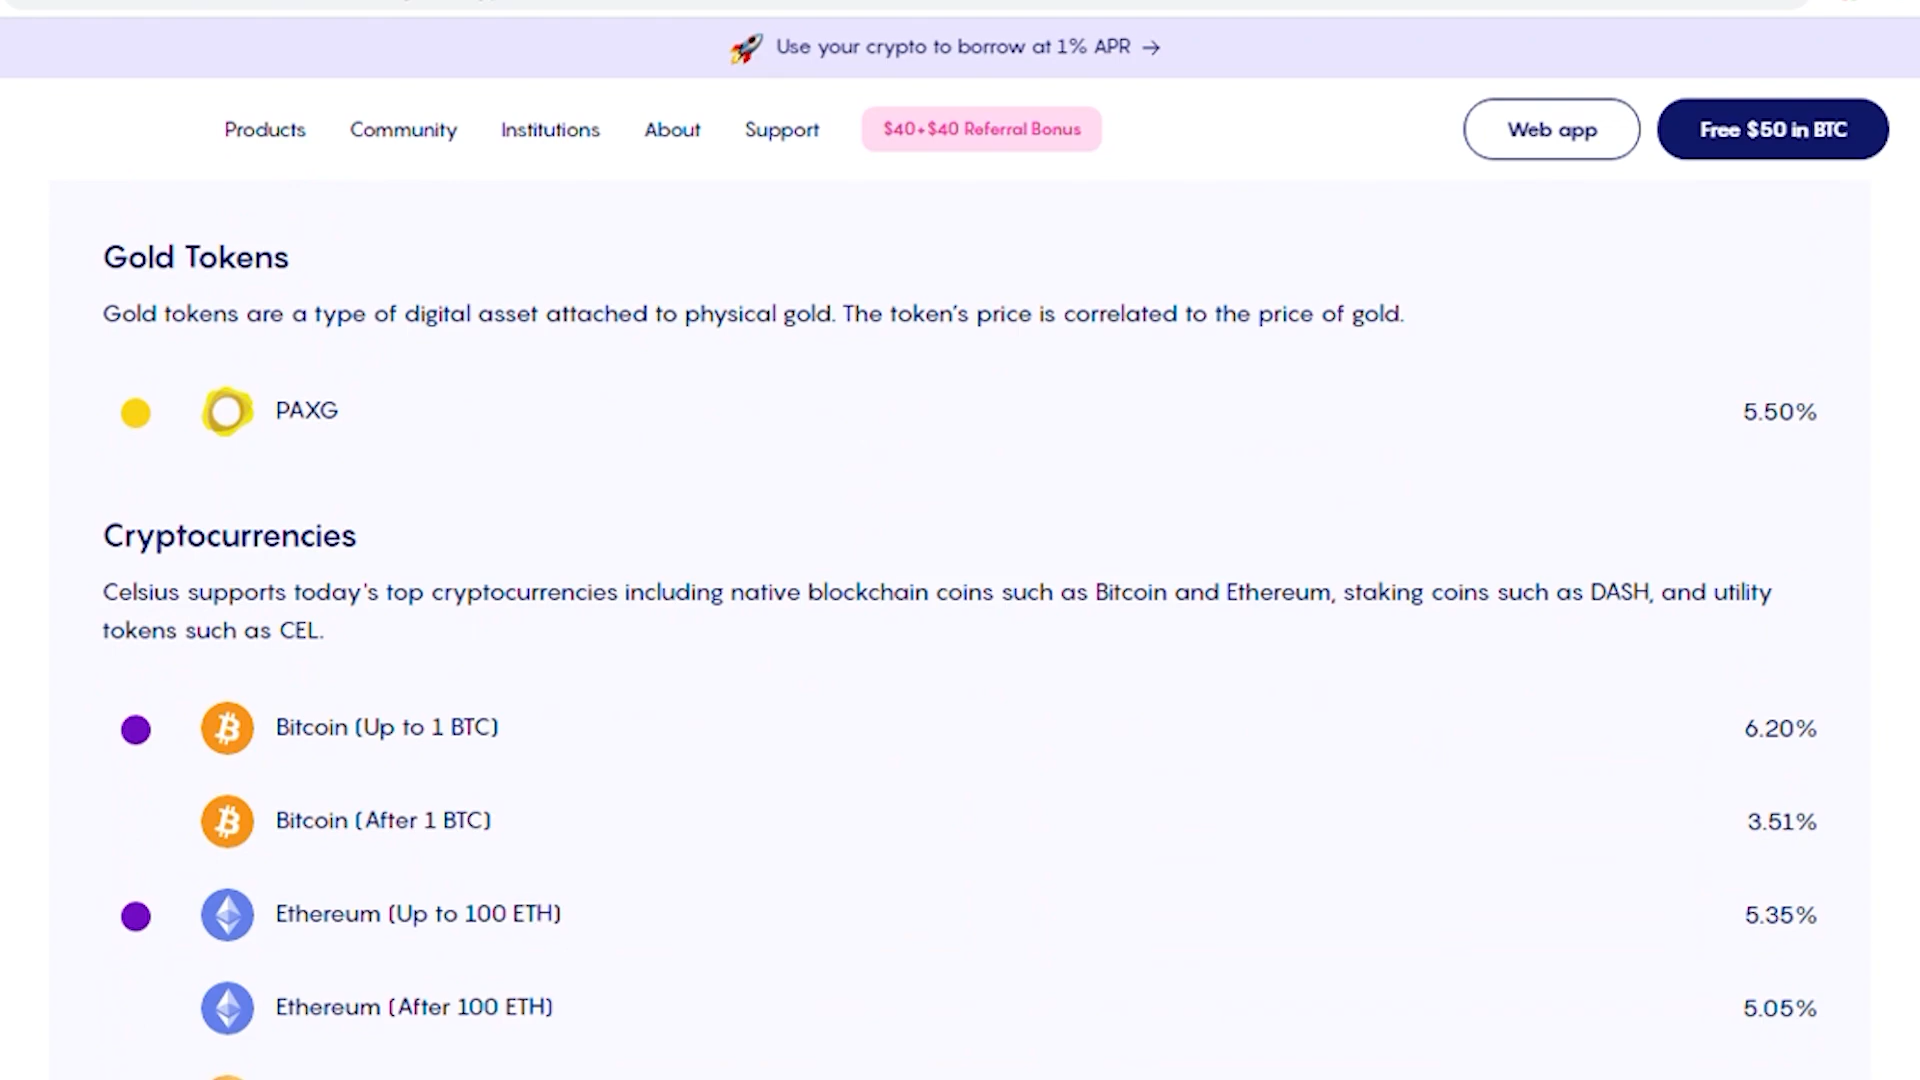 Use your crypto to borrow at 1% APR →
Products Community Institutions About Support $40+$40 Referral Bonus Web app Free $50 in BTC
Gold Tokens
Gold tokens are a type of digital asset attached to physical gold. The token’s price is correlated to the price of gold.
PAXG 5.50%
Cryptocurrencies
Celsius supports today's top cryptocurrencies including native blockchain coins such as Bitcoin and Ethereum, staking coins such as DASH, and utility
tokens such as CEL.
Bitcoin (Up to 1 BTC) 6.20%
Bitcoin (After 1 BTC) 3.51%
Ethereum (Up to 100 ETH) 5.35%
Ethereum (After 100 ETH) 5.05%